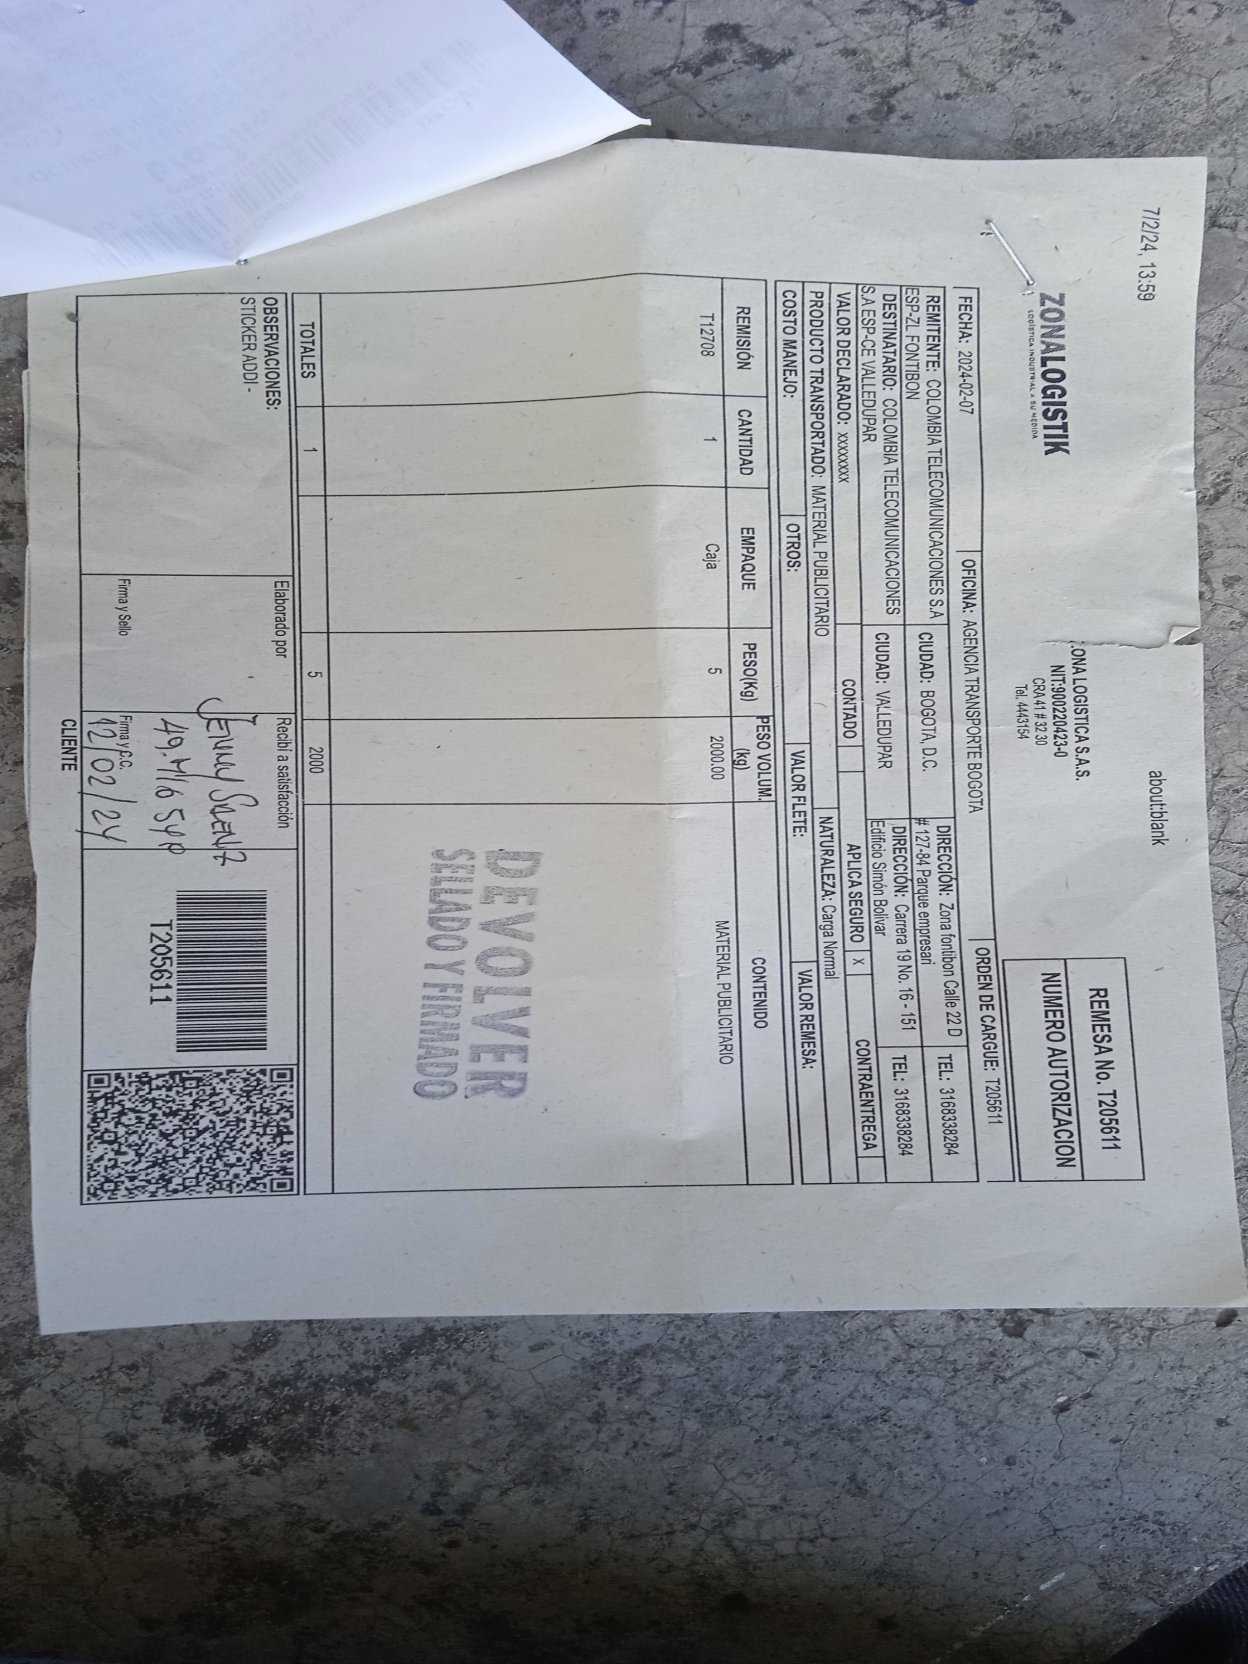 7/2/24, 13:59
about:blank
ZONALOGISTIK
LOGÍSTICA INDUSTRIAL A SU MEDIDA
ONA LOGISTICA S.A.S.
NIT:900220423-0
CRA 41 # 32 30
Tel. 4443154
REMESA No. T205611
NUMERO AUTORIZACION
FECHA: 2024-02-07 OFICINA: AGENCIA TRANSPORTE BOGOTA ORDEN DE CARGUE: T205611
REMITENTE: COLOMBIA TELECOMUNICACIONES S.A ESP-ZL FONTIBON
CIUDAD: BOGOTA, D.C.
DIRECCIÓN: Zona fontibon Calle 22 D # 127-84 Parque empresari
TEL: 3168338284
DESTINATARIO: COLOMBIA TELECOMUNICACIONES S.A ESP-CE VALLEDUPAR
CIUDAD: VALLEDUPAR
DIRECCIÓN: Carrera 19 No. 16 - 151 Edificio Simón Bolivar
TEL: 3168338284
VALOR DECLARADO: xxxxxxxx CONTADO APLICA SEGURO X CONTRAENTREGA
PRODUCTO TRANSPORTADO: MATERIAL PUBLICITARIO NATURALEZA: Carga Normal
COSTO MANEJO: OTROS: VALOR FLETE: VALOR REMESA:
REMISIÓN CANTIDAD EMPAQUE PESO(Kg) PESO VOLUM. (kg) CONTENIDO
T12708 1 Caja 5 2000.00 MATERIAL PUBLICITARIO
DEVOLVER
SELLADO Y FIRMADO
TOTALES 1 5 2000
OBSERVACIONES:
STICKER ADDI -
Elaborado por
Firma y Sello
Recibi a satisfacción
JENNY SAENZ
Firma y C.C.
12/02/24
T205611
CLIENTE